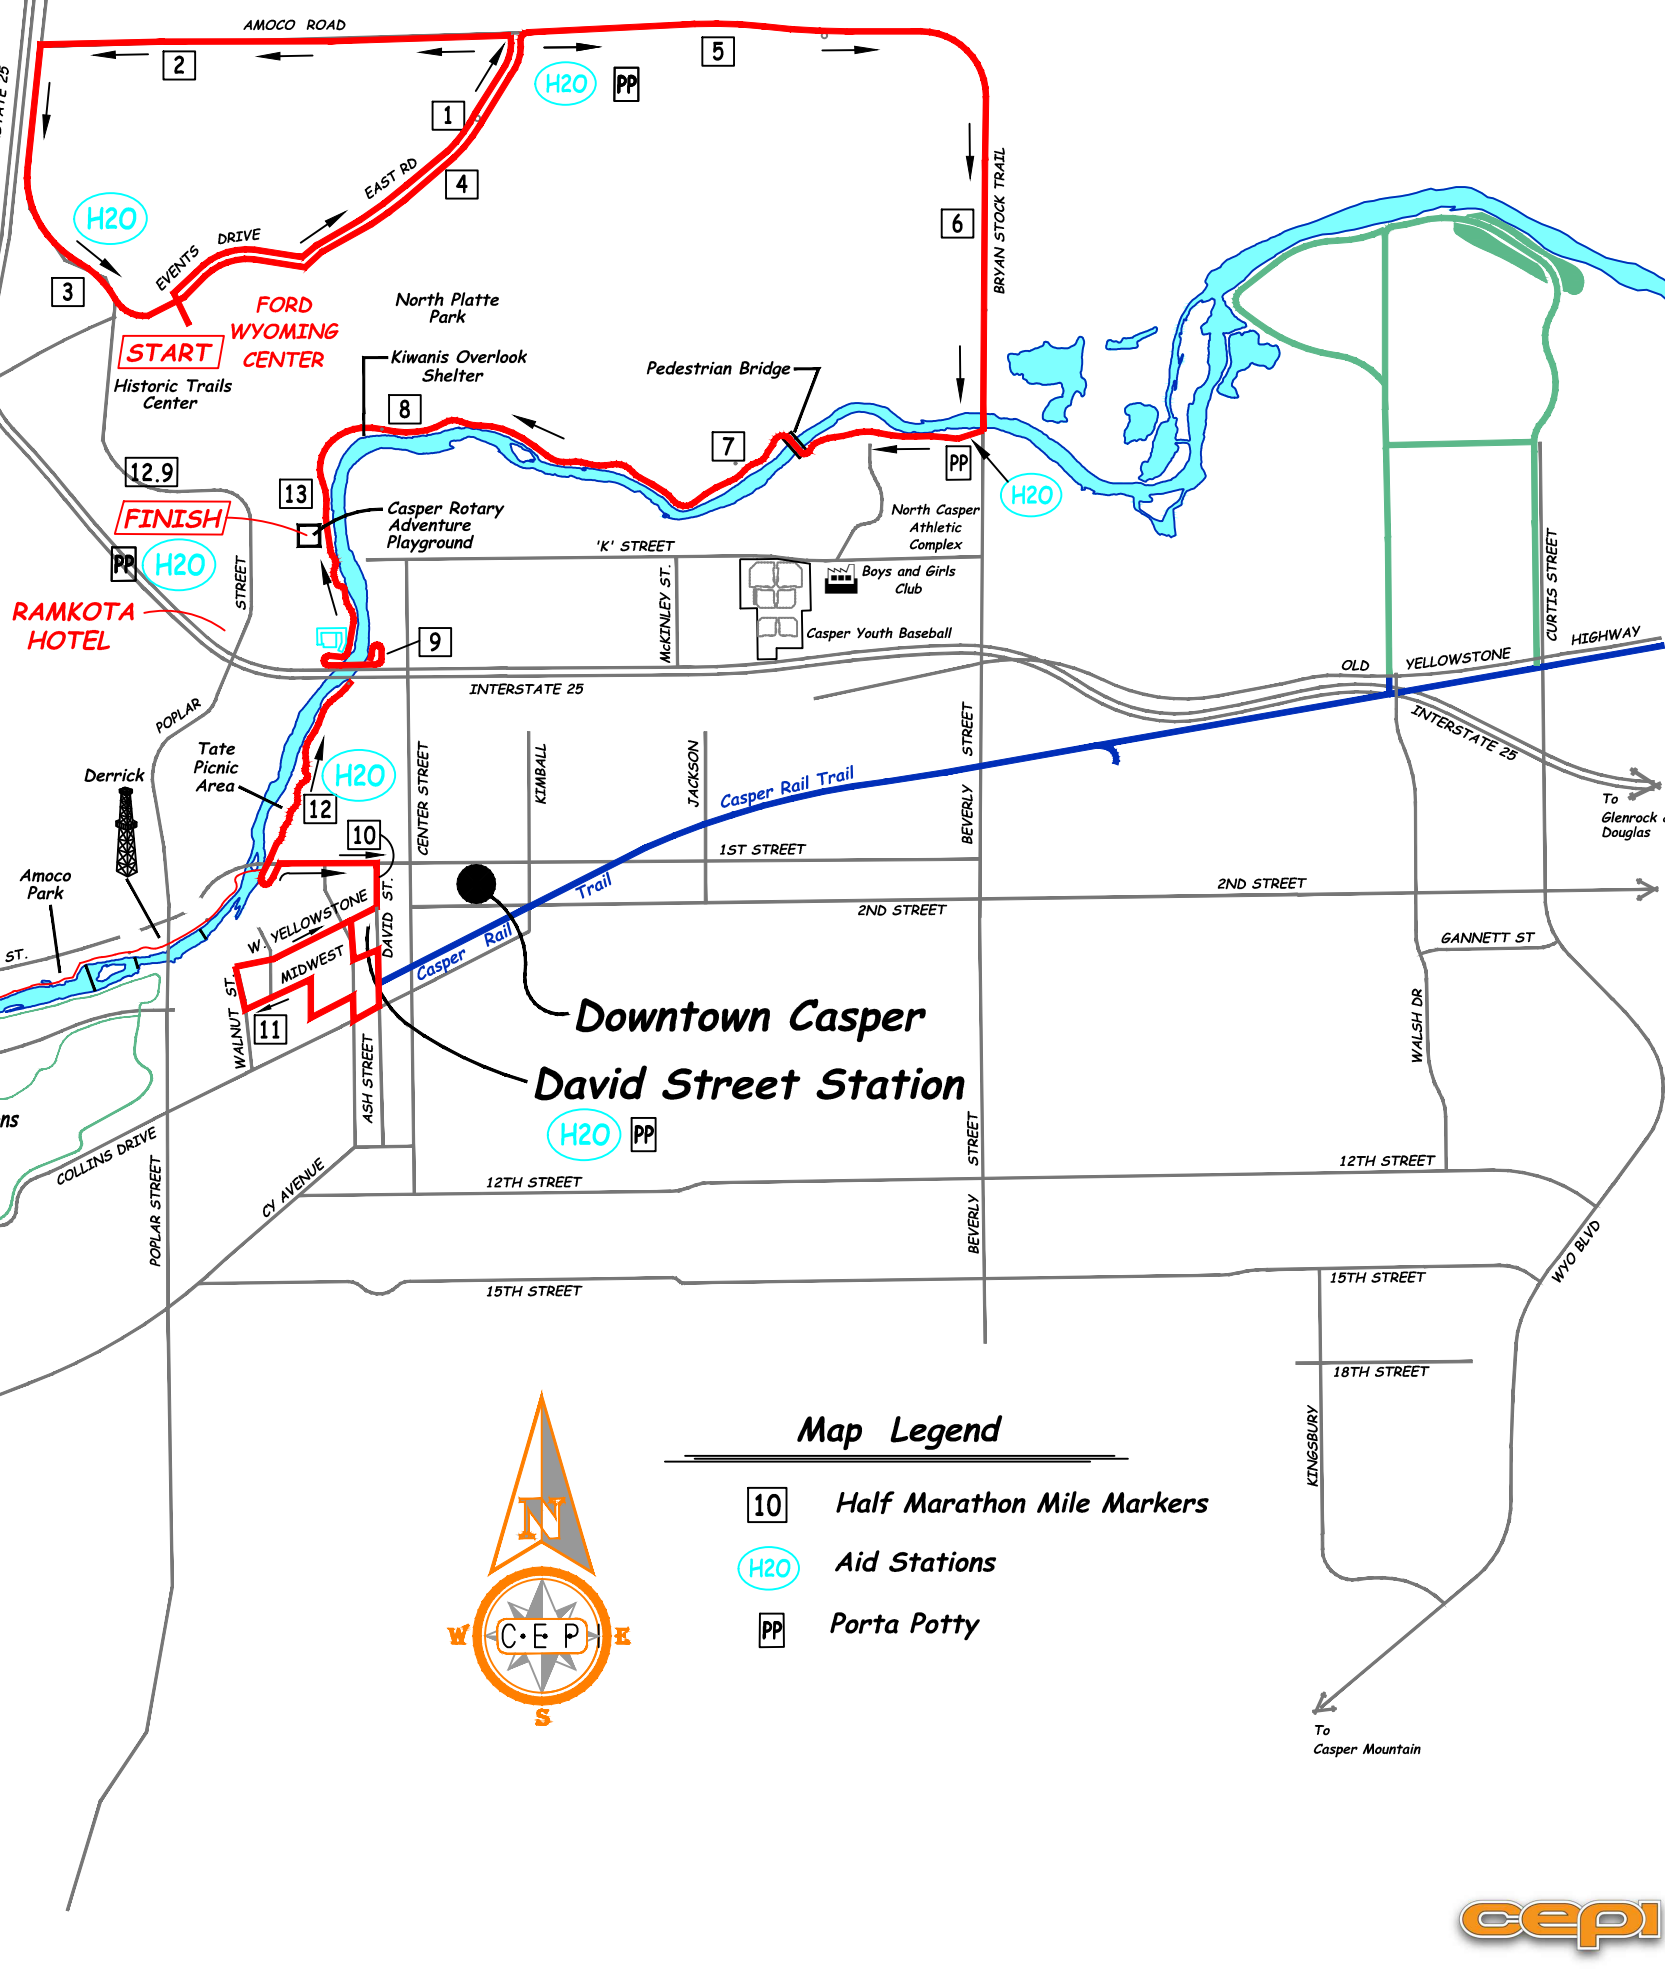 AMOCO ROAD
2
5
H20
PP
1
EAST RD
4
H20
6
BRYAN STOCK TRAIL
EVENTS DRIVE
3
FORD
WYOMING
CENTER
START
North Platte
Park
Historic Trails
Center
Kiwanis Overlook
Shelter
Pedestrian Bridge
8
7
12.9
PP
H20
13
FINISH
Casper Rotary
Adventure
Playground
North Casper
Athletic
Complex
'K' STREET
PP
H20
STREET
McKINLEY ST.
Boys and Girls
Club
CURTIS STREET
RAMKOTA
HOTEL
9
Casper Youth Baseball
OLD YELLOWSTONE HIGHWAY
INTERSTATE 25
POPLAR
INTERSTATE 25
Tate
Picnic
Area
Derrick
H20
CENTER STREET
KIMBALL
JACKSON
Casper Rail Trail
BEVERLY STREET
To
Glenrock
Douglas
12
10
1ST STREET
Amoco
Park
2ND STREET
2ND STREET
Casper Rail Trail
DAVID ST.
W. YELLOWSTONE
MIDWEST
ST.
GANNETT ST
WALNUT ST.
11
Downtown Casper
WALSH DR
ASH STREET
David Street Station
H20
PP
ns
COLLINS DRIVE
POPLAR STREET
CY AVENUE
12TH STREET
12TH STREET
BEVERLY STREET
WYO BLVD
15TH STREET
15TH STREET
18TH STREET
KINGSBURY
Map Legend
10
Half Marathon Mile Markers
H20
Aid Stations
PP
Porta Potty
N
W
C·E·P I
E
S
To
Casper Mountain
cepi